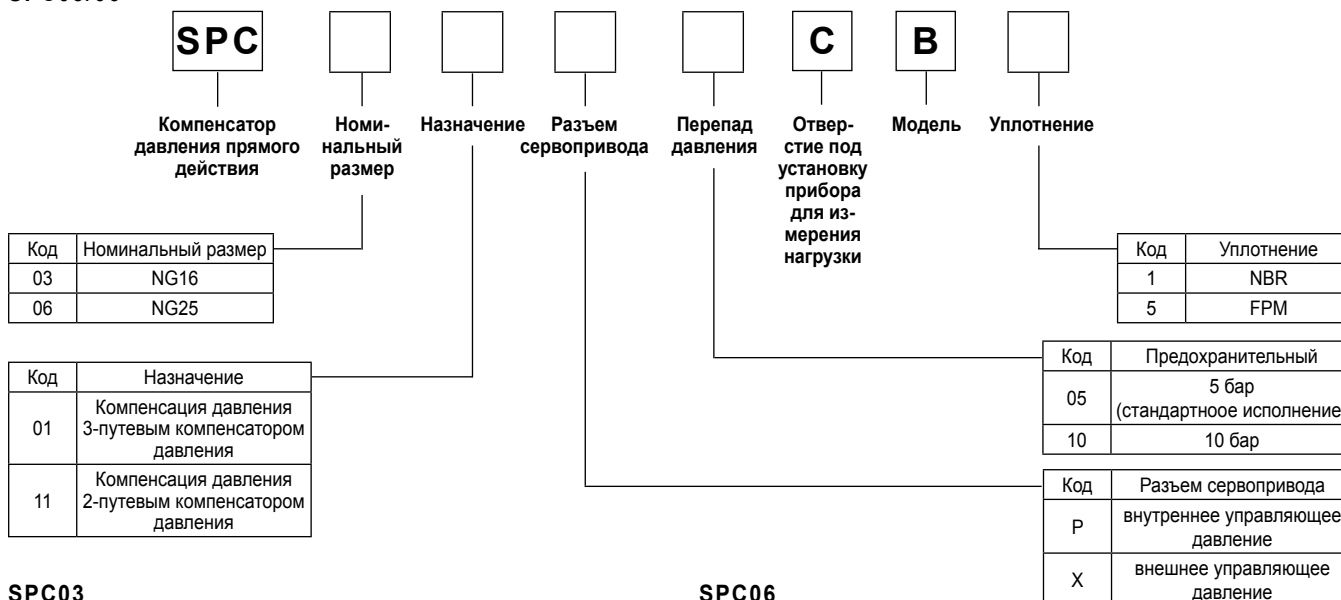 SPC
C
B
Компенсатор
давления прямого
действия
Номи-
нальный
размер
Назначение
Разъем
сервопривода
Перепад
давления
Отвер-
стие под
установку
прибора
для из-
мерения
нагрузки
Модель
Уплотнение
Код Номинальный размер
03 NG16
06 NG25
Код Назначение
01 Компенсация давления
3-путевым компенсатором
давления
11 Компенсация давления
2-путевым компенсатором
давления
Код Уплотнение
1 NBR
5 FPM
Код Предохранительный
05 5 бар
(стандартноое исполнение
10 10 бар
Код Разъем сервопривода
P внутреннее управляющее
давление
X внешнее управляющее
давление
SPC03
SPC06